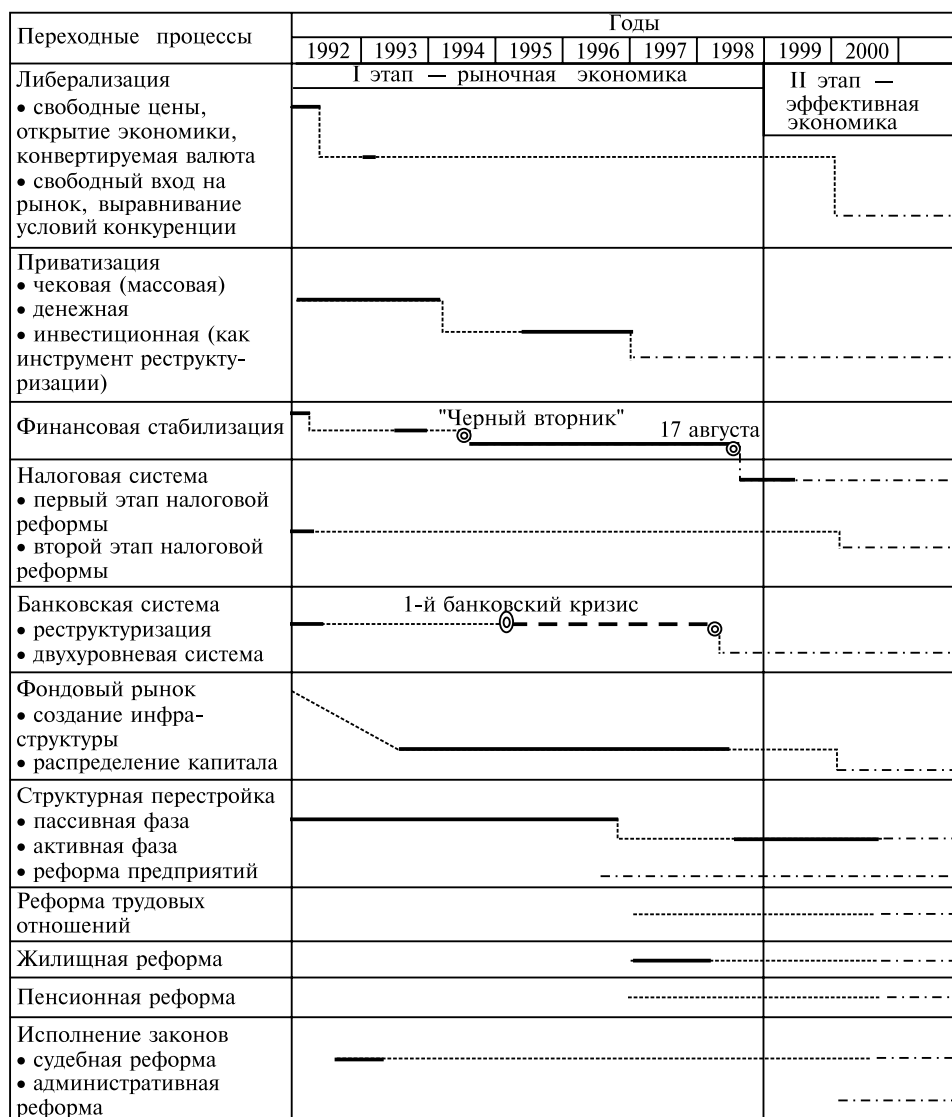 Переходные процессы
Годы
1992 1993 1994 1995 1996 1997 1998 1999 2000
Либерализация
• свободные цены,
открытие экономики,
конвертируемая валюта
• свободный вход на
рынок, выравнивание
условий конкуренции
I этап — рыночная экономика
II этап —
эффективная
экономика
Приватизация
• чековая (массовая)
• денежная
• инвестиционная (как
инструмент реструкту-
ризации)
Финансовая стабилизация
"Черный вторник"
17 августа
Налоговая система
• первый этап налоговой
реформы
• второй этап налоговой
реформы
Банковская система
• реструктуризация
• двухуровневая система
1-й банковский кризис
Фондовый рынок
• создание инфра-
структуры
• распределение капитала
Структурная перестройка
• пассивная фаза
• активная фаза
• реформа предприятий
Реформа трудовых
отношений
Жилищная реформа
Пенсионная реформа
Исполнение законов
• судебная реформа
• административная
реформа